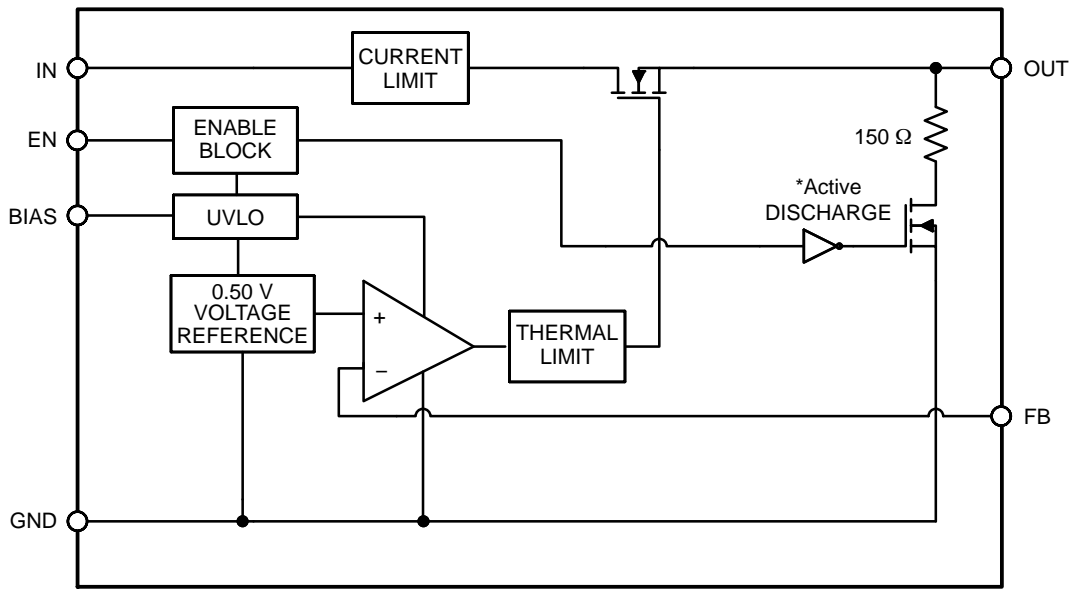 CURRENT
LIMIT
IN
OUT
EN
ENABLE
BLOCK
150 Ω
*Active
DISCHARGE
BIAS
UVLO
0.50 V
VOLTAGE
REFERENCE
+
−
THERMAL
LIMIT
FB
GND